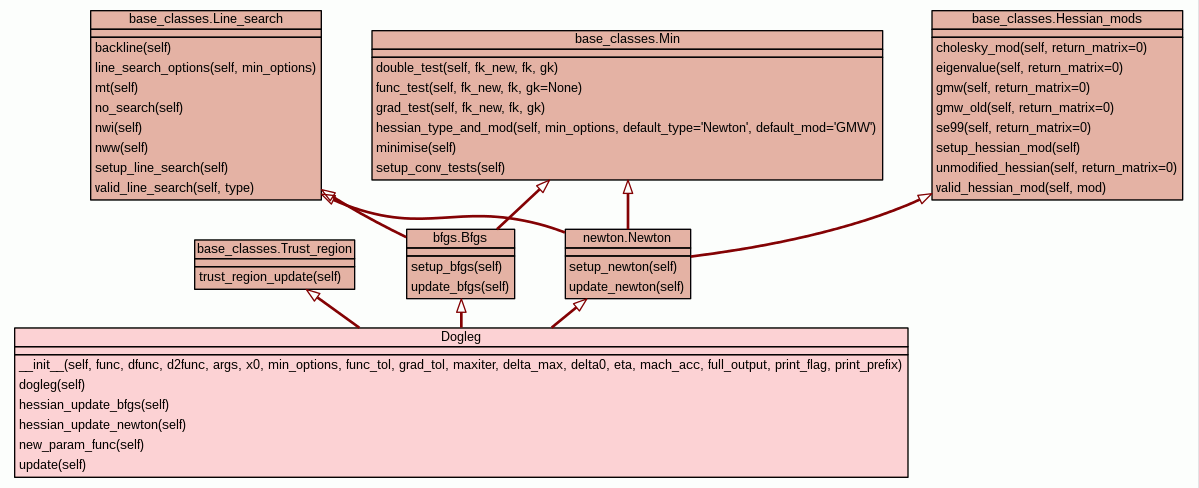 base_classes.Line_search
backline(self)
line_search_options(self, min_options)
mt(self)
no_search(self)
nwi(self)
nww(self)
setup_line_search(self)
valid_line_search(self, type)
base_classes.Min
double_test(self, fk_new, fk, gk)
func_test(self, fk_new, fk, gk=None)
grad_test(self, fk_new, fk, gk)
hessian_type_and_mod(self, min_options, default_type='Newton', default_mod='GMW')
minimise(self)
setup_conv_tests(self)
base_classes.Hessian_mods
cholesky_mod(self, return_matrix=0)
eigenvalue(self, return_matrix=0)
gmw(self, return_matrix=0)
gmw_old(self, return_matrix=0)
se99(self, return_matrix=0)
setup_hessian_mod(self)
unmodified_hessian(self, return_matrix=0)
valid_hessian_mod(self, mod)
base_classes.Trust_region
trust_region_update(self)
bfgs.Bfgs
setup_bfgs(self)
update_bfgs(self)
newton.Newton
setup_newton(self)
update_newton(self)
Dogleg
__init__(self, func, dfunc, d2func, args, x0, min_options, func_tol, grad_tol, maxiter, delta_max, delta0, eta, mach_acc, full_output, print_flag, print_prefix)
dogleg(self)
hessian_update_bfgs(self)
hessian_update_newton(self)
new_param_func(self)
update(self)